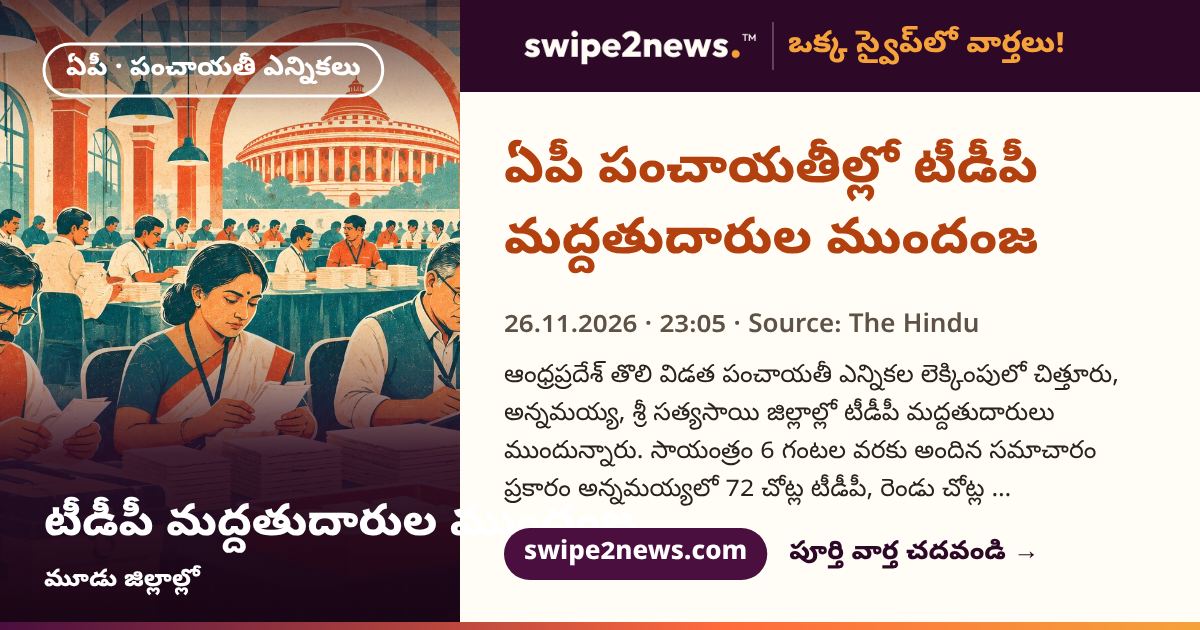 ఏపీ · పంచాయతీ ఎన్నికలు
టీడీపీ మద్దతుదారుల
మూడు జిల్లాల్లో
swipe2news.™ ఒక్క స్వైప్‌లో వార్తలు!
ఏపీ పంచాయతీల్లో టీడీపీ
మద్దతుదారుల ముందంజ
26.11.2026 · 23:05 · Source: The Hindu
ఆంధ్రప్రదేశ్ తొలి విడత పంచాయతీ ఎన్నికల లెక్కింపులో చిత్తూరు,
అన్నమయ్య, శ్రీ సత్యసాయి జిల్లాల్లో టీడీపీ మద్దతుదారులు
ముందున్నారు. సాయంత్రం 6 గంటల వరకు అందిన సమాచారం
ప్రకారం అన్నమయ్యలో 72 చోట్ల టీడీపీ, రెండు చోట్ల ...
swipe2news.com పూర్తి వార్త చదవండి →